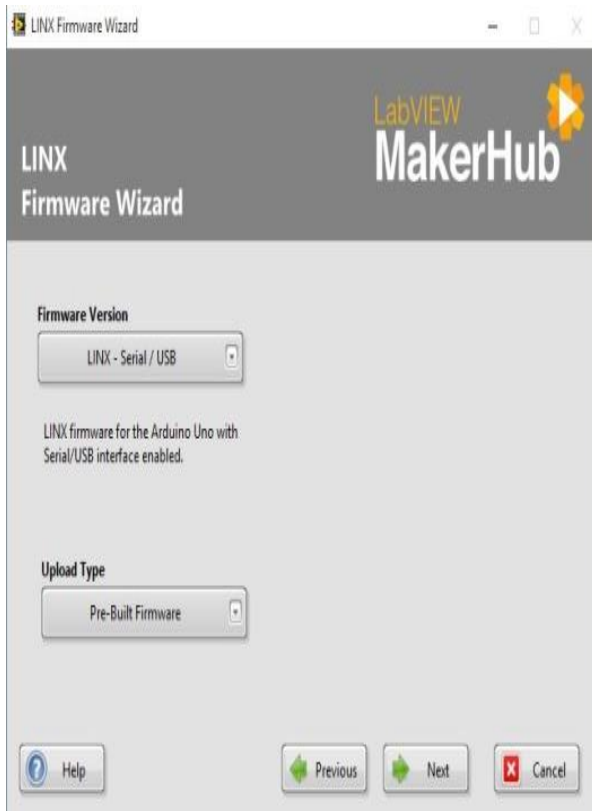 LINX Firmware Wizard
LabVIEW
MakerHub
LINX
Firmware Wizard
Firmware Version
LINX - Serial / USB
LINX firmware for the Arduino Uno with
Serial/USB interface enabled.
Upload Type
Pre-Built Firmware
Help
Previous
Next
Cancel